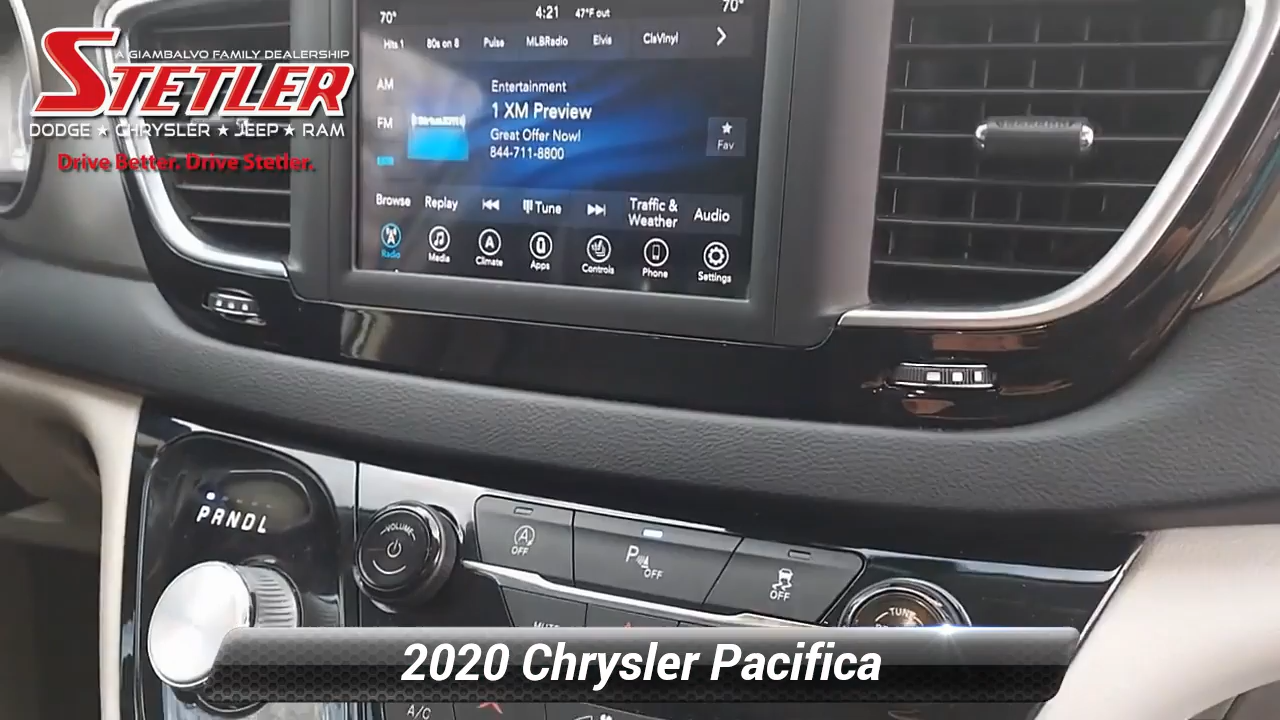 A GIAMBALVO FAMILY DEALERSHIP
STETLER
DODGE ★ CHRYSLER ★ JEEP ★ RAM
Drive Better. Drive Stetler.
70° 4:21 47°F out 70°
Hits 1 80s on 8 Pulse MLBRadio Elvis ClsVinyl
AM
FM
Entertainment
1 XM Preview
Great Offer Now!
844-711-8800
Fav
Browse Replay Tune Traffic & Weather Audio
Radio Media Climate Apps Controls Phone Settings
PRNDL
VOLUME
A OFF
P OFF
OFF
TUNE
MUTE
A/C
2020 Chrysler Pacifica